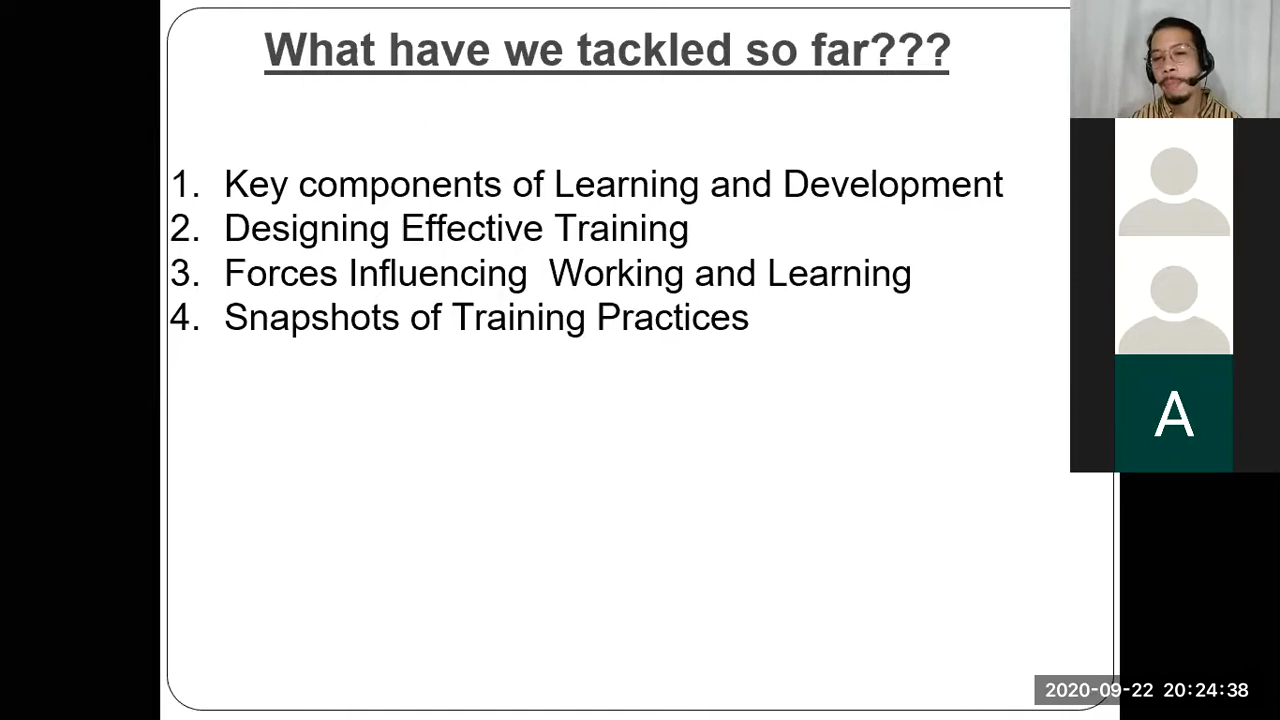 What have we tackled so far???
1. Key components of Learning and Development
2. Designing Effective Training
3. Forces Influencing  Working and Learning
4. Snapshots of Training Practices
A
2020-09-22 20:24:38